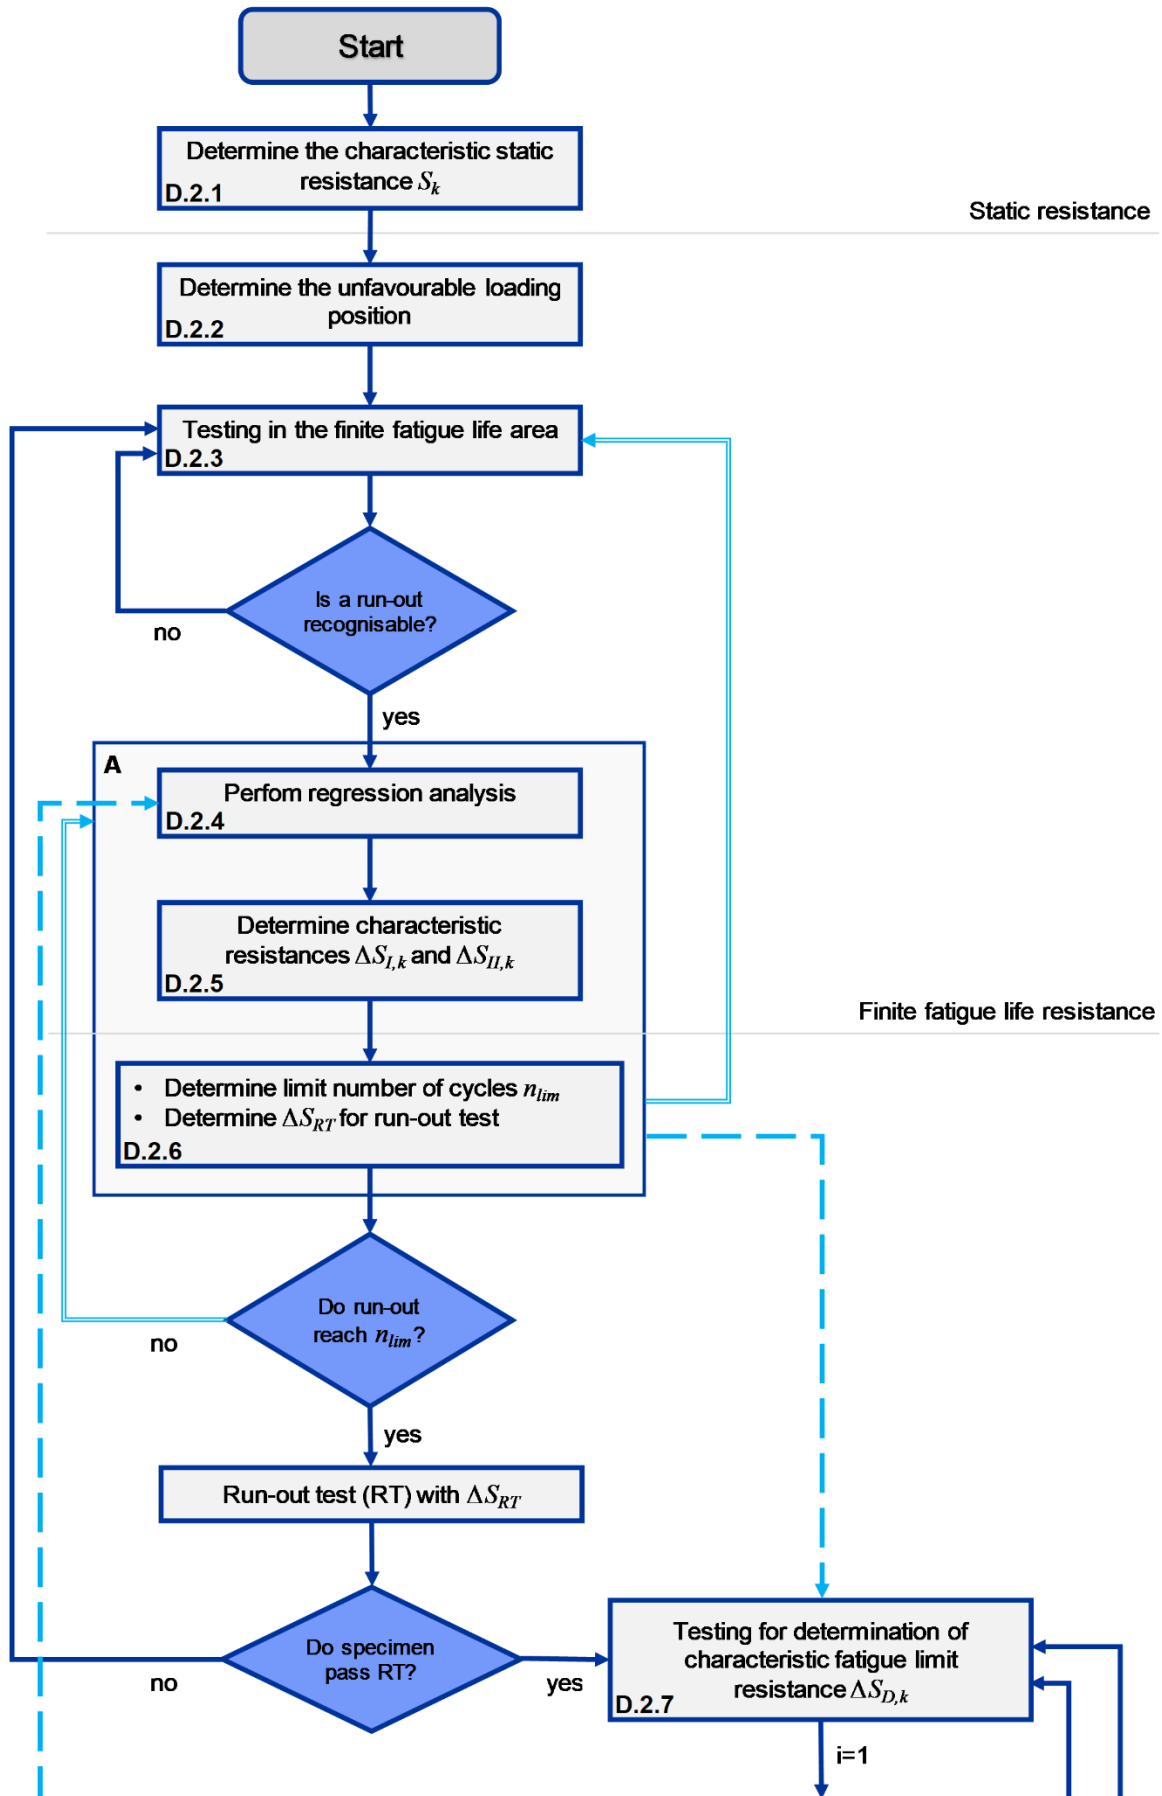 Start
Determine the characteristic static
resistance Sk
D.2.1
Static resistance
Determine the unfavourable loading
position
D.2.2
Testing in the finite fatigue life area
D.2.3
Is a run-out
recognisable?
no
yes
A
Perfom regression analysis
D.2.4
Determine characteristic
resistances ΔSI,k and ΔSII,k
D.2.5
Finite fatigue life resistance
• Determine limit number of cycles nlim
• Determine ΔSRT for run-out test
D.2.6
Do run-out
reach nlim?
no
yes
Run-out test (RT) with ΔSRT
Do specimen
pass RT?
no
yes
Testing for determination of
characteristic fatigue limit
resistance ΔSD,k
D.2.7
i=1